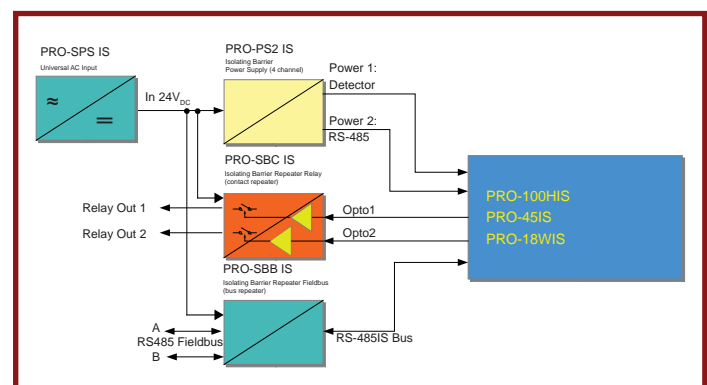 PRO-SPS IS
Universal AC Input
≈
=
In 24VDC
PRO-PS2 IS
Isolating Barrier
Power Supply (4 channel)
Power 1:
Detector
Power 2:
RS-485
PRO-SBC IS
Isolating Barrier Repeater Relay
(contact repeater)
Relay Out 1
Relay Out 2
Opto1
Opto2
PRO-100HIS
PRO-45IS
PRO-18WIS
PRO-SBB IS
Isolating Barrier Repeater Fieldbus
(bus repeater)
A
RS485 Fieldbus
B
RS-485IS Bus